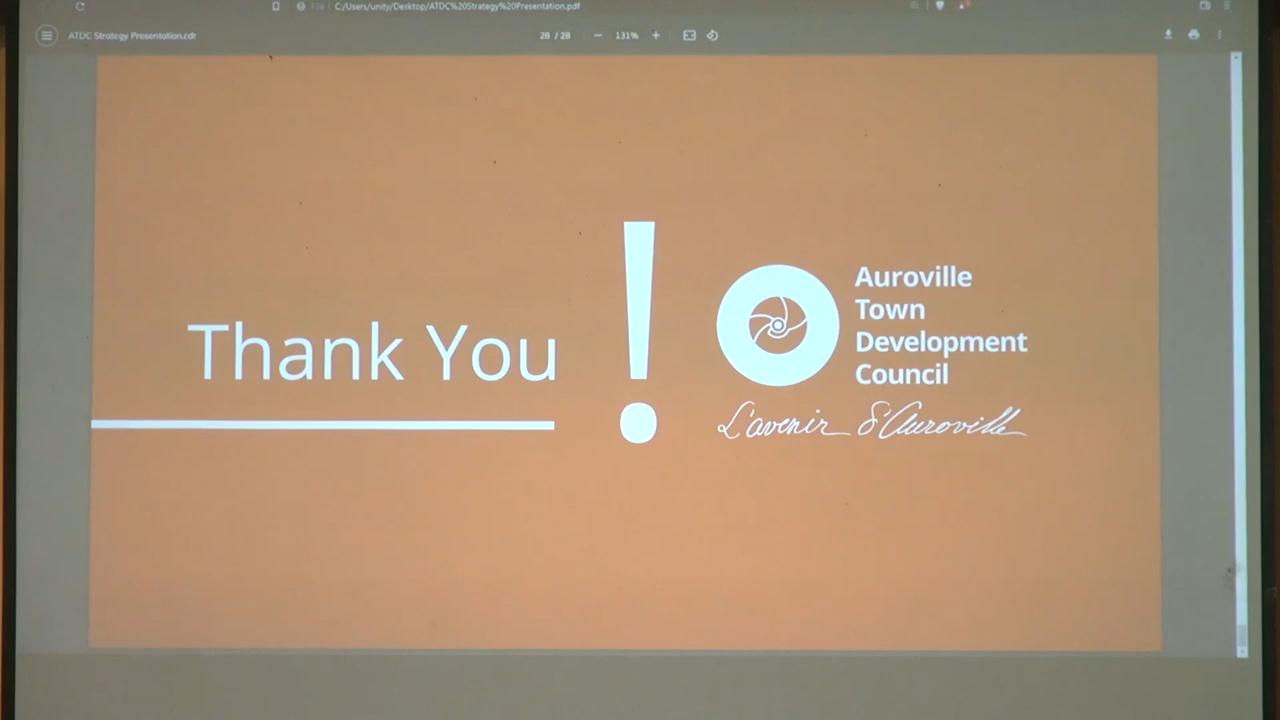 File
C:/Users/unity/Desktop/ATDC%20Strategy%20Presentation.pdf
ATDC Strategy Presentation.cdr
28 / 28
131%
Thank You!
Auroville
Town
Development
Council
L'avenir d'Auroville